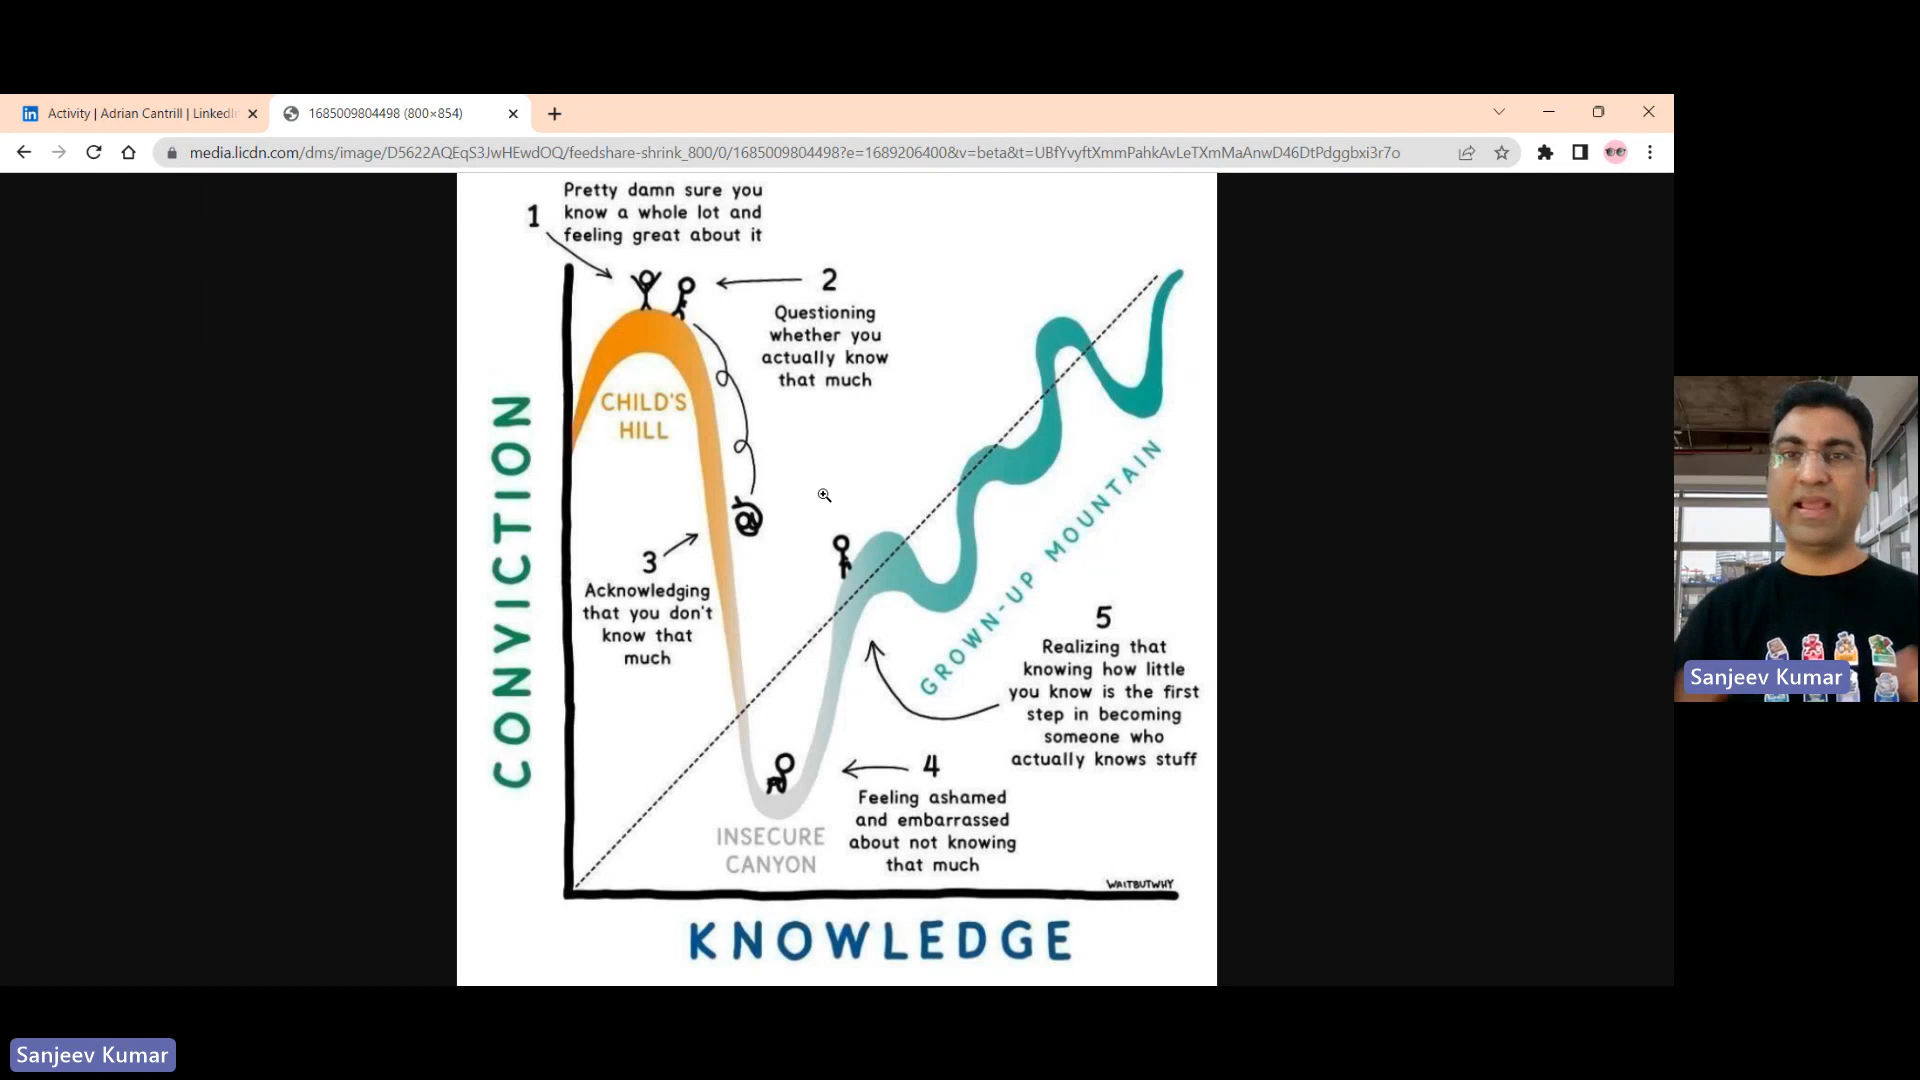 Activity | Adrian Cantrill | LinkedIn
1685009804498 (800×854)
media.licdn.com/dms/image/D5622AQEqS3JwHEwdOQ/feedshare-shrink_800/0/1685009804498?e=1689206400&v=beta&t=UBfYvyftXmmPahkAvLeTXmMaAnwD46DtPdggbxi3r7o
1
Pretty damn sure you
know a whole lot and
feeling great about it
2
Questioning
whether you
actually know
that much
CHILD'S
HILL
CONVICTION
3
Acknowledging
that you don't
know that
much
GROWN-UP MOUNTAIN
5
Realizing that
knowing how little
you know is the first
step in becoming
someone who
actually knows stuff
4
Feeling ashamed
and embarrassed
about not knowing
that much
INSECURE
CANYON
WAITBUTWHY
KNOWLEDGE
Sanjeev Kumar
Sanjeev Kumar